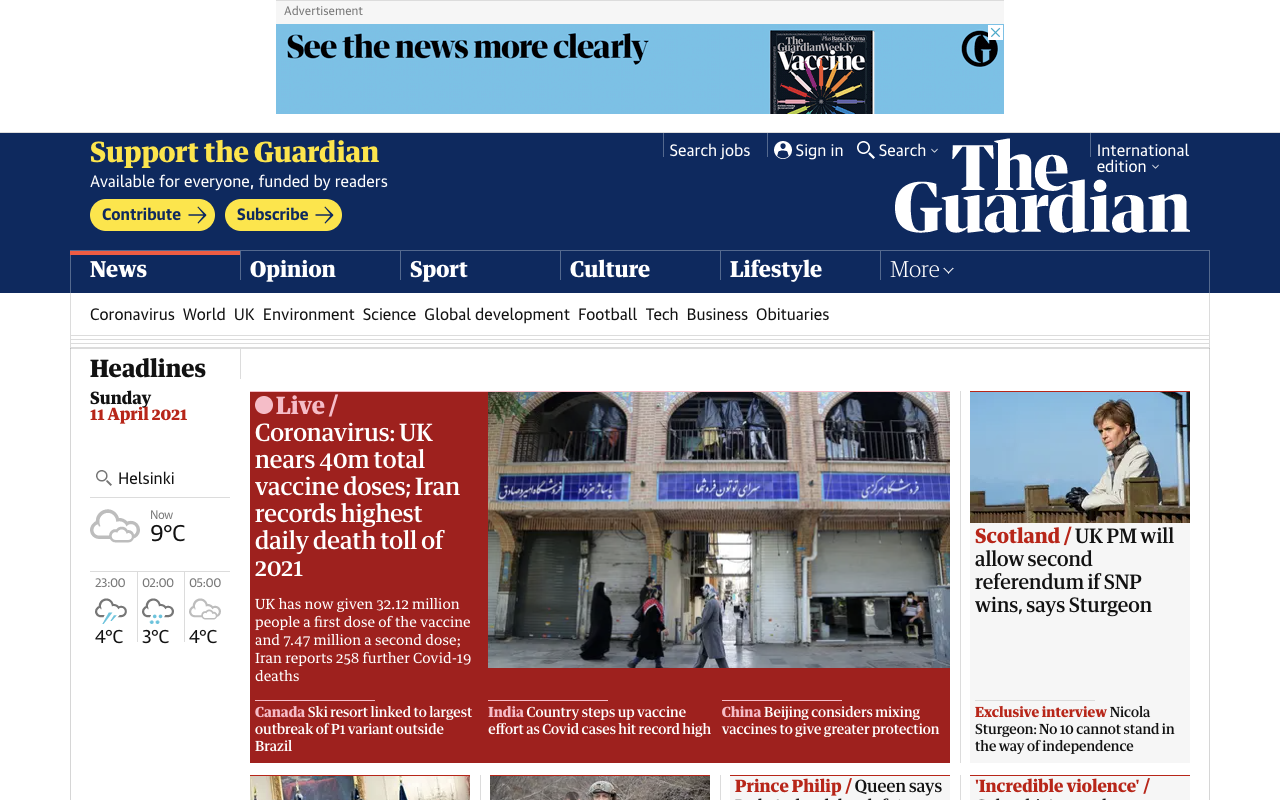 Advertisement
See the news more clearly
Plus Barack Obama
The GuardianWeekly
Vaccine
Support the Guardian
Available for everyone, funded by readers
Contribute
Subscribe
Search jobs
Sign in
Search
International edition
The Guardian
News
Opinion
Sport
Culture
Lifestyle
More
Coronavirus World UK Environment Science Global development Football Tech Business Obituaries
Headlines
Sunday
11 April 2021
Helsinki
Now
9°C
23:00 02:00 05:00
4°C 3°C 4°C
Live /
Coronavirus: UK
nears 40m total
vaccine doses; Iran
records highest
daily death toll of
2021
UK has now given 32.12 million
people a first dose of the vaccine
and 7.47 million a second dose;
Iran reports 258 further Covid-19
deaths
Canada Ski resort linked to largest
outbreak of P1 variant outside
Brazil
India Country steps up vaccine
effort as Covid cases hit record high
China Beijing considers mixing
vaccines to give greater protection
Scotland / UK PM will
allow second
referendum if SNP
wins, says Sturgeon
Exclusive interview Nicola
Sturgeon: No 10 cannot stand in
the way of independence
Prince Philip / Queen says
'Incredible violence' /